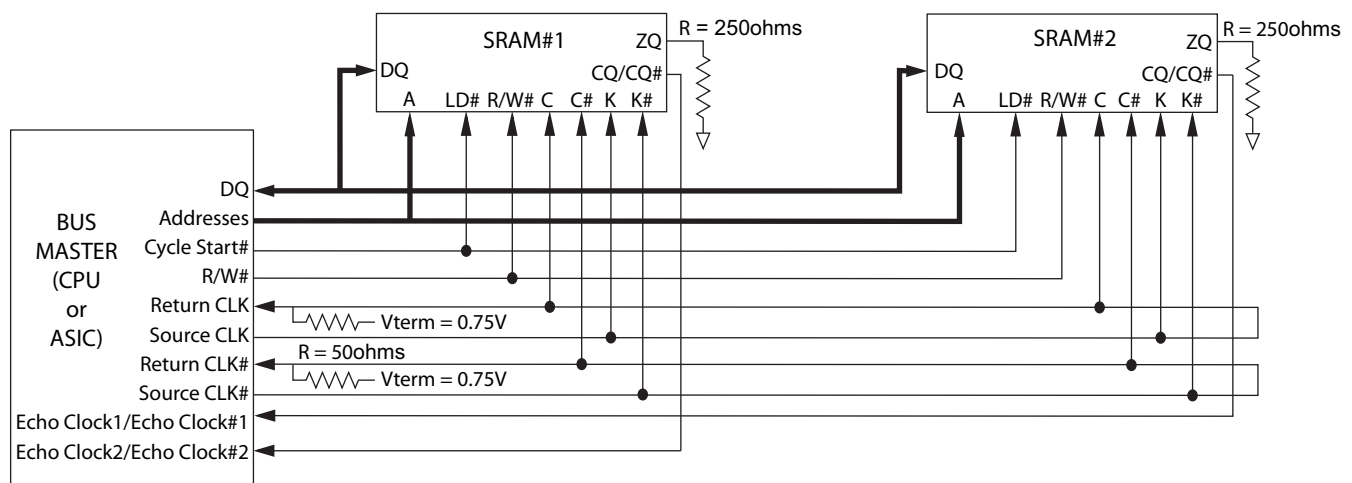 SRAM#1
ZQ
R = 250ohms
DQ
CQ/CQ#
A LD# R/W# C C# K K#
SRAM#2
ZQ
R = 250ohms
DQ
CQ/CQ#
A LD# R/W# C C# K K#
BUS
MASTER
(CPU
or
ASIC)
DQ
Addresses
Cycle Start#
R/W#
Return CLK
Source CLK
Return CLK#
Source CLK#
Echo Clock1/Echo Clock#1
Echo Clock2/Echo Clock#2
Vterm = 0.75V
R = 50ohms
Vterm = 0.75V